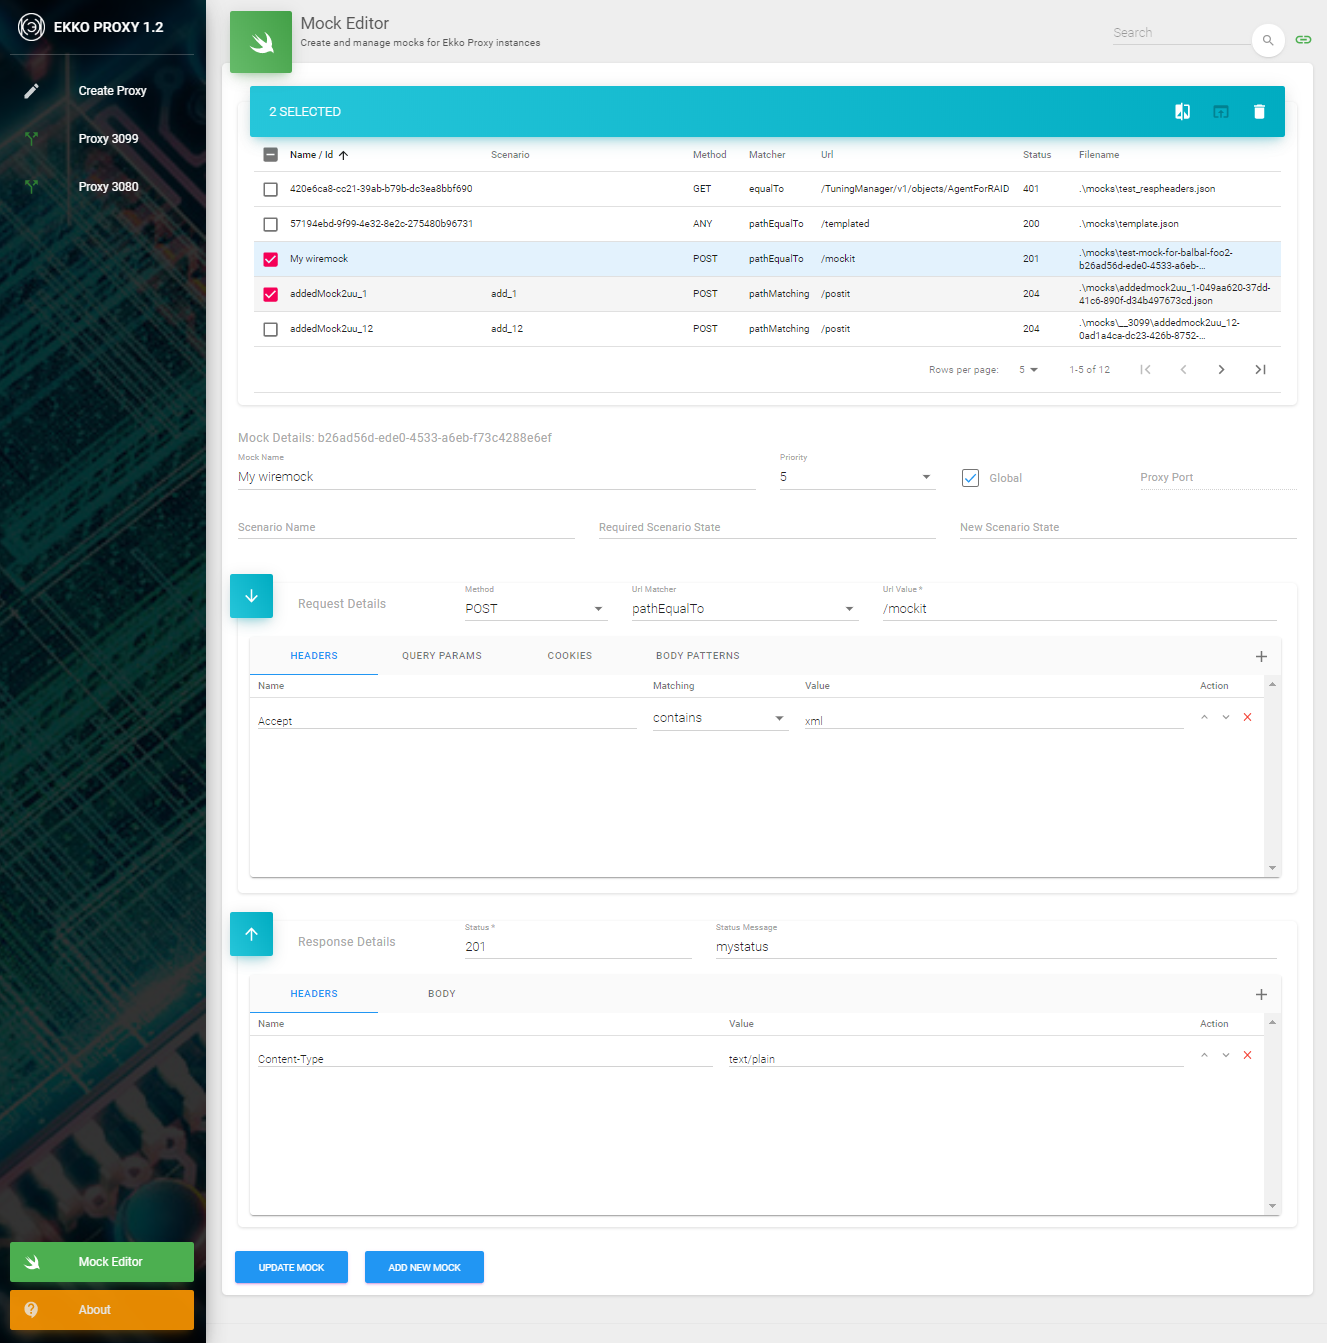 EKKO PROXY 1.2
Create Proxy
Proxy 3099
Proxy 3080
Mock Editor
About
Mock Editor
Create and manage mocks for Ekko Proxy instances
Search
2 SELECTED
Name / Id Scenario Method Matcher Url Status Filename
420e6ca8-cc21-39ab-b79b-dc3ea8bbf690 GET equalTo /TuningManager/v1/objects/AgentForRAID 401 .\mocks\test_respheaders.json
57194ebd-9f99-4e32-8e2c-275480b96731 ANY pathEqualTo /templated 200 .\mocks\template.json
My wiremock POST pathEqualTo /mockit 201 .\mocks\test-mock-for-balbal-foo2-
b26ad56d-ede0-4533-a6eb-...
addedMock2uu_1 add_1 POST pathMatching /postit 204 .\mocks\addedmock2uu_1-049aa620-37dd-
41c6-890f-d34b497673cd.json
addedMock2uu_12 add_12 POST pathMatching /postit 204 .\mocks\__3099\addedmock2uu_12-
0ad1a4ca-dc23-426b-8752-...
Rows per page: 5 1-5 of 12
Mock Details: b26ad56d-ede0-4533-a6eb-f73c4288e6ef
Mock Name Priority
My wiremock 5 Global Proxy Port
Scenario Name Required Scenario State New Scenario State
Method Url Matcher Url Value *
Request Details POST pathEqualTo /mockit
HEADERS QUERY PARAMS COOKIES BODY PATTERNS
Name Matching Value Action
Accept contains xml
Status * Status Message
Response Details 201 mystatus
HEADERS BODY
Name Value Action
Content-Type text/plain
UPDATE MOCK ADD NEW MOCK